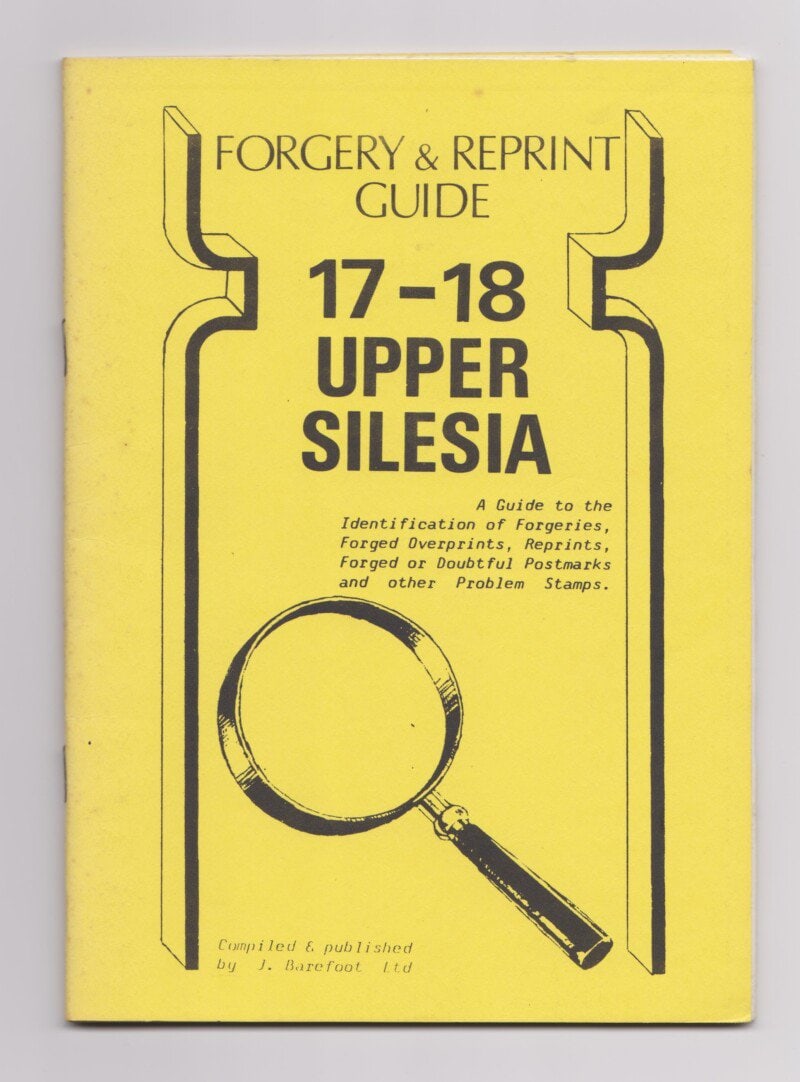 FORGERY & REPRINT
GUIDE
17-18
UPPER
SILESIA
A Guide to the
Identification of Forgeries,
Forged Overprints, Reprints,
Forged or Doubtful Postmarks
and other Problem Stamps.
Compiled & published
by J. Barefoot Ltd